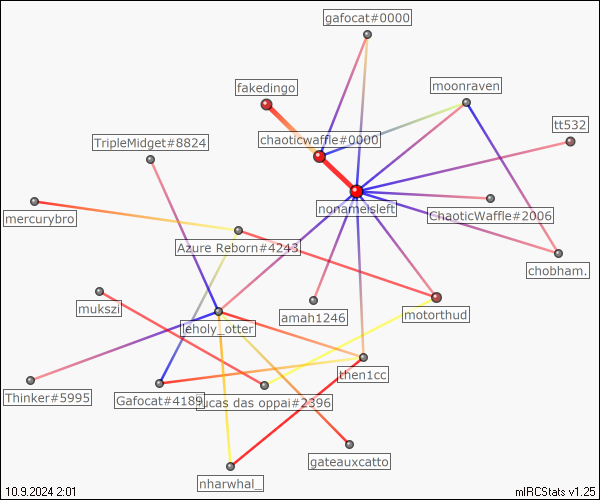 gafocat#0000
moonraven
fakedingo
tt532
chaoticwaffle#0000
TripleMidget#8824
nonameisleft
ChaoticWaffle#2006
mercurybro
Azure Reborn#4243
chobham.
mukszi
amah1246
motorthud
leholy_otter
then1cc
Thinker#5995
Gafocat#4189
ucas das oppai#2396
gateauxcatto
nharwhal_
10.9.2024 2:01
mIRCStats v1.25